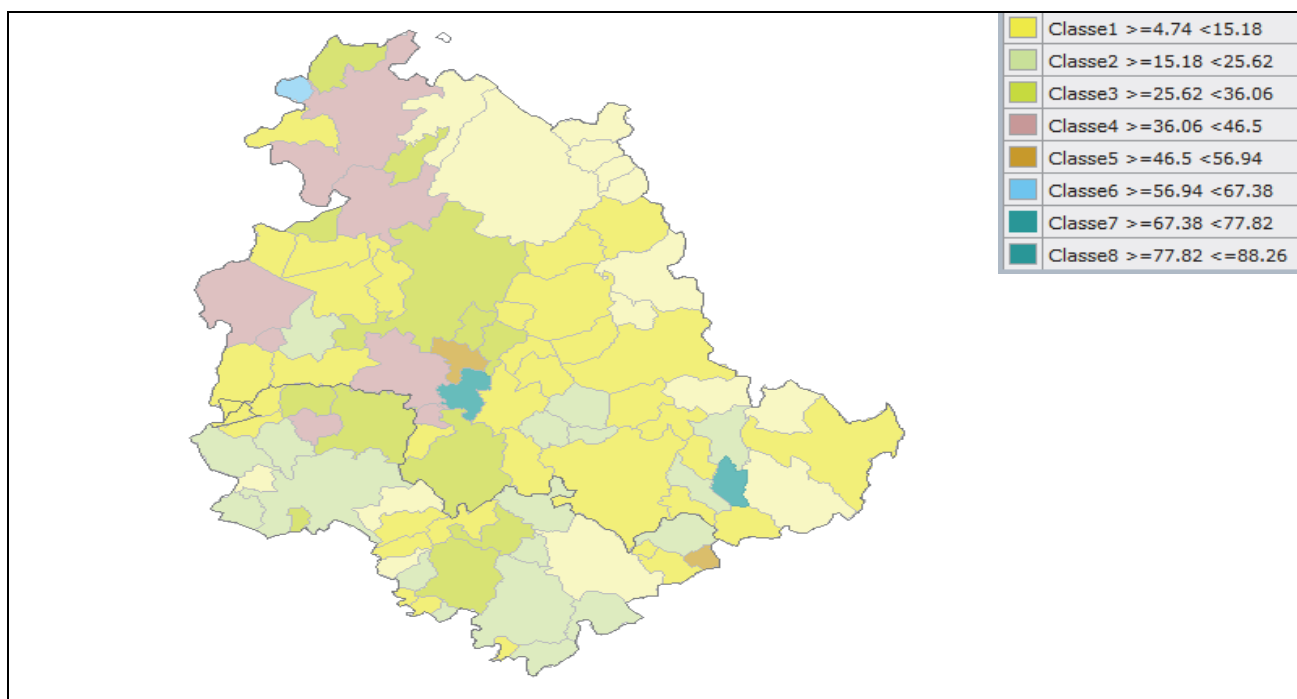 Classe1 >=4.74 <15.18
Classe2 >=15.18 <25.62
Classe3 >=25.62 <36.06
Classe4 >=36.06 <46.5
Classe5 >=46.5 <56.94
Classe6 >=56.94 <67.38
Classe7 >=67.38 <77.82
Classe8 >=77.82 <=88.26